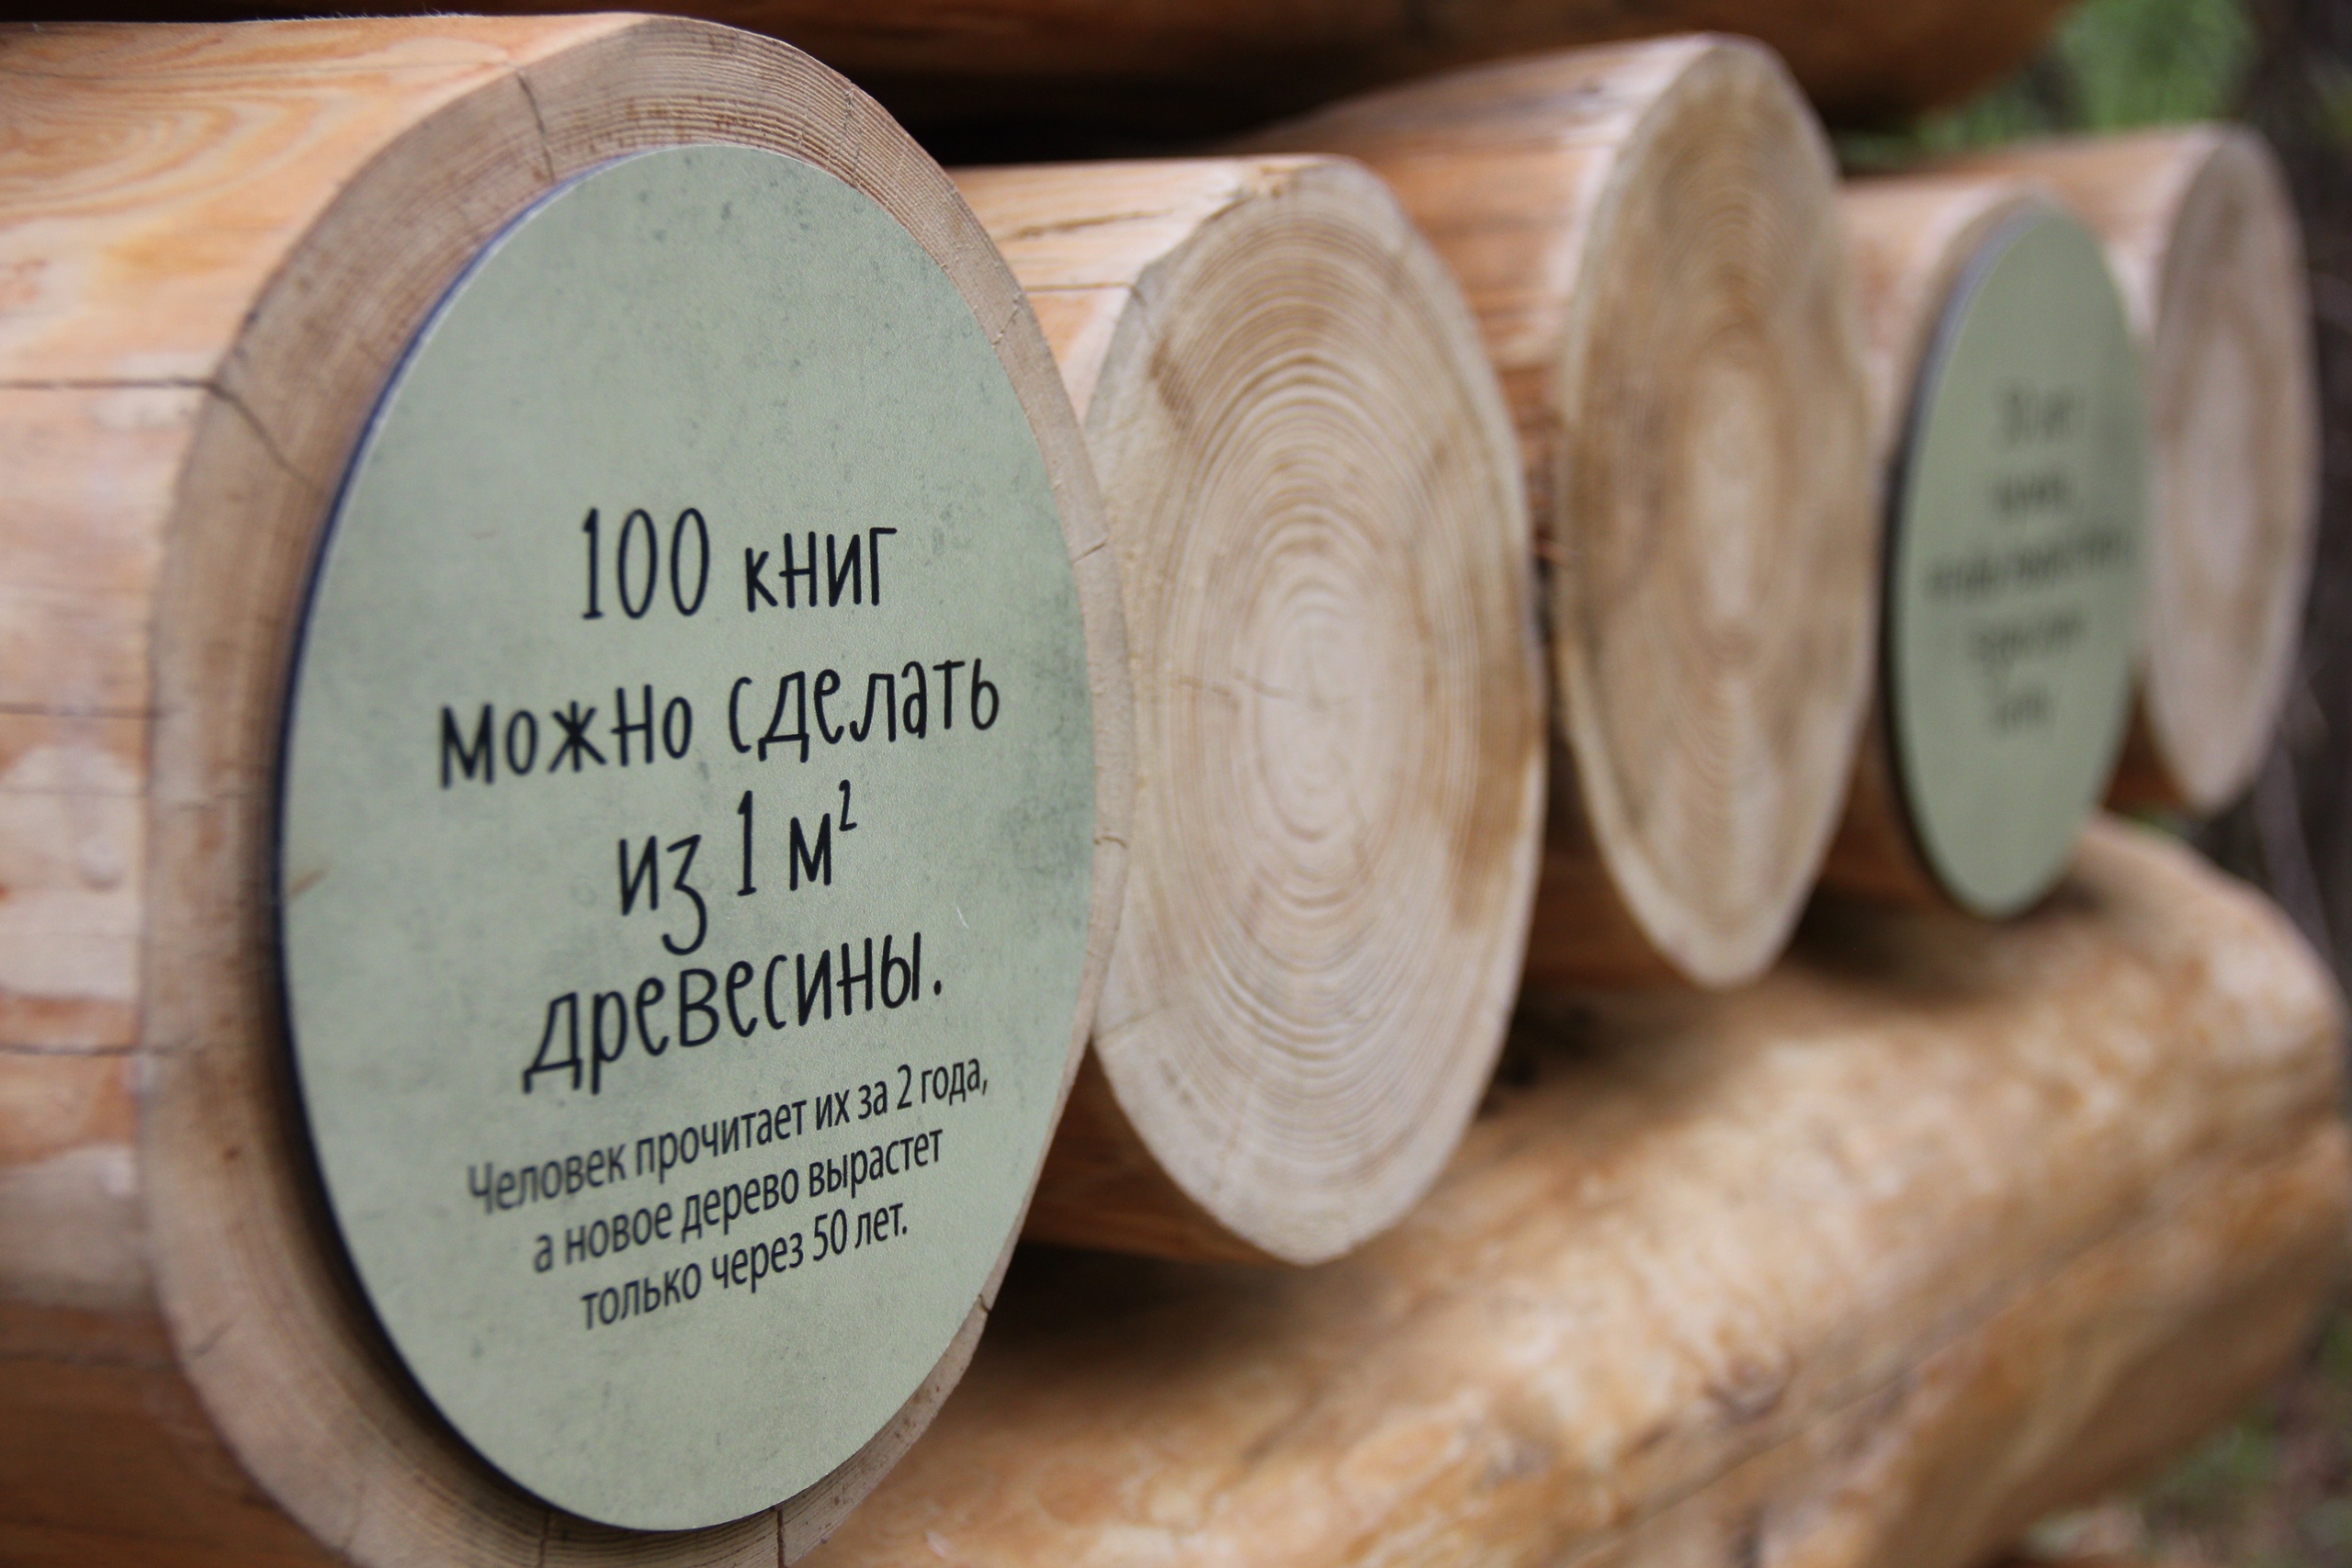 100 книг
можно сделать
из 1 м²
древесины.
Человек прочитает их за 2 года,
а новое дерево вырастет
только через 50 лет.